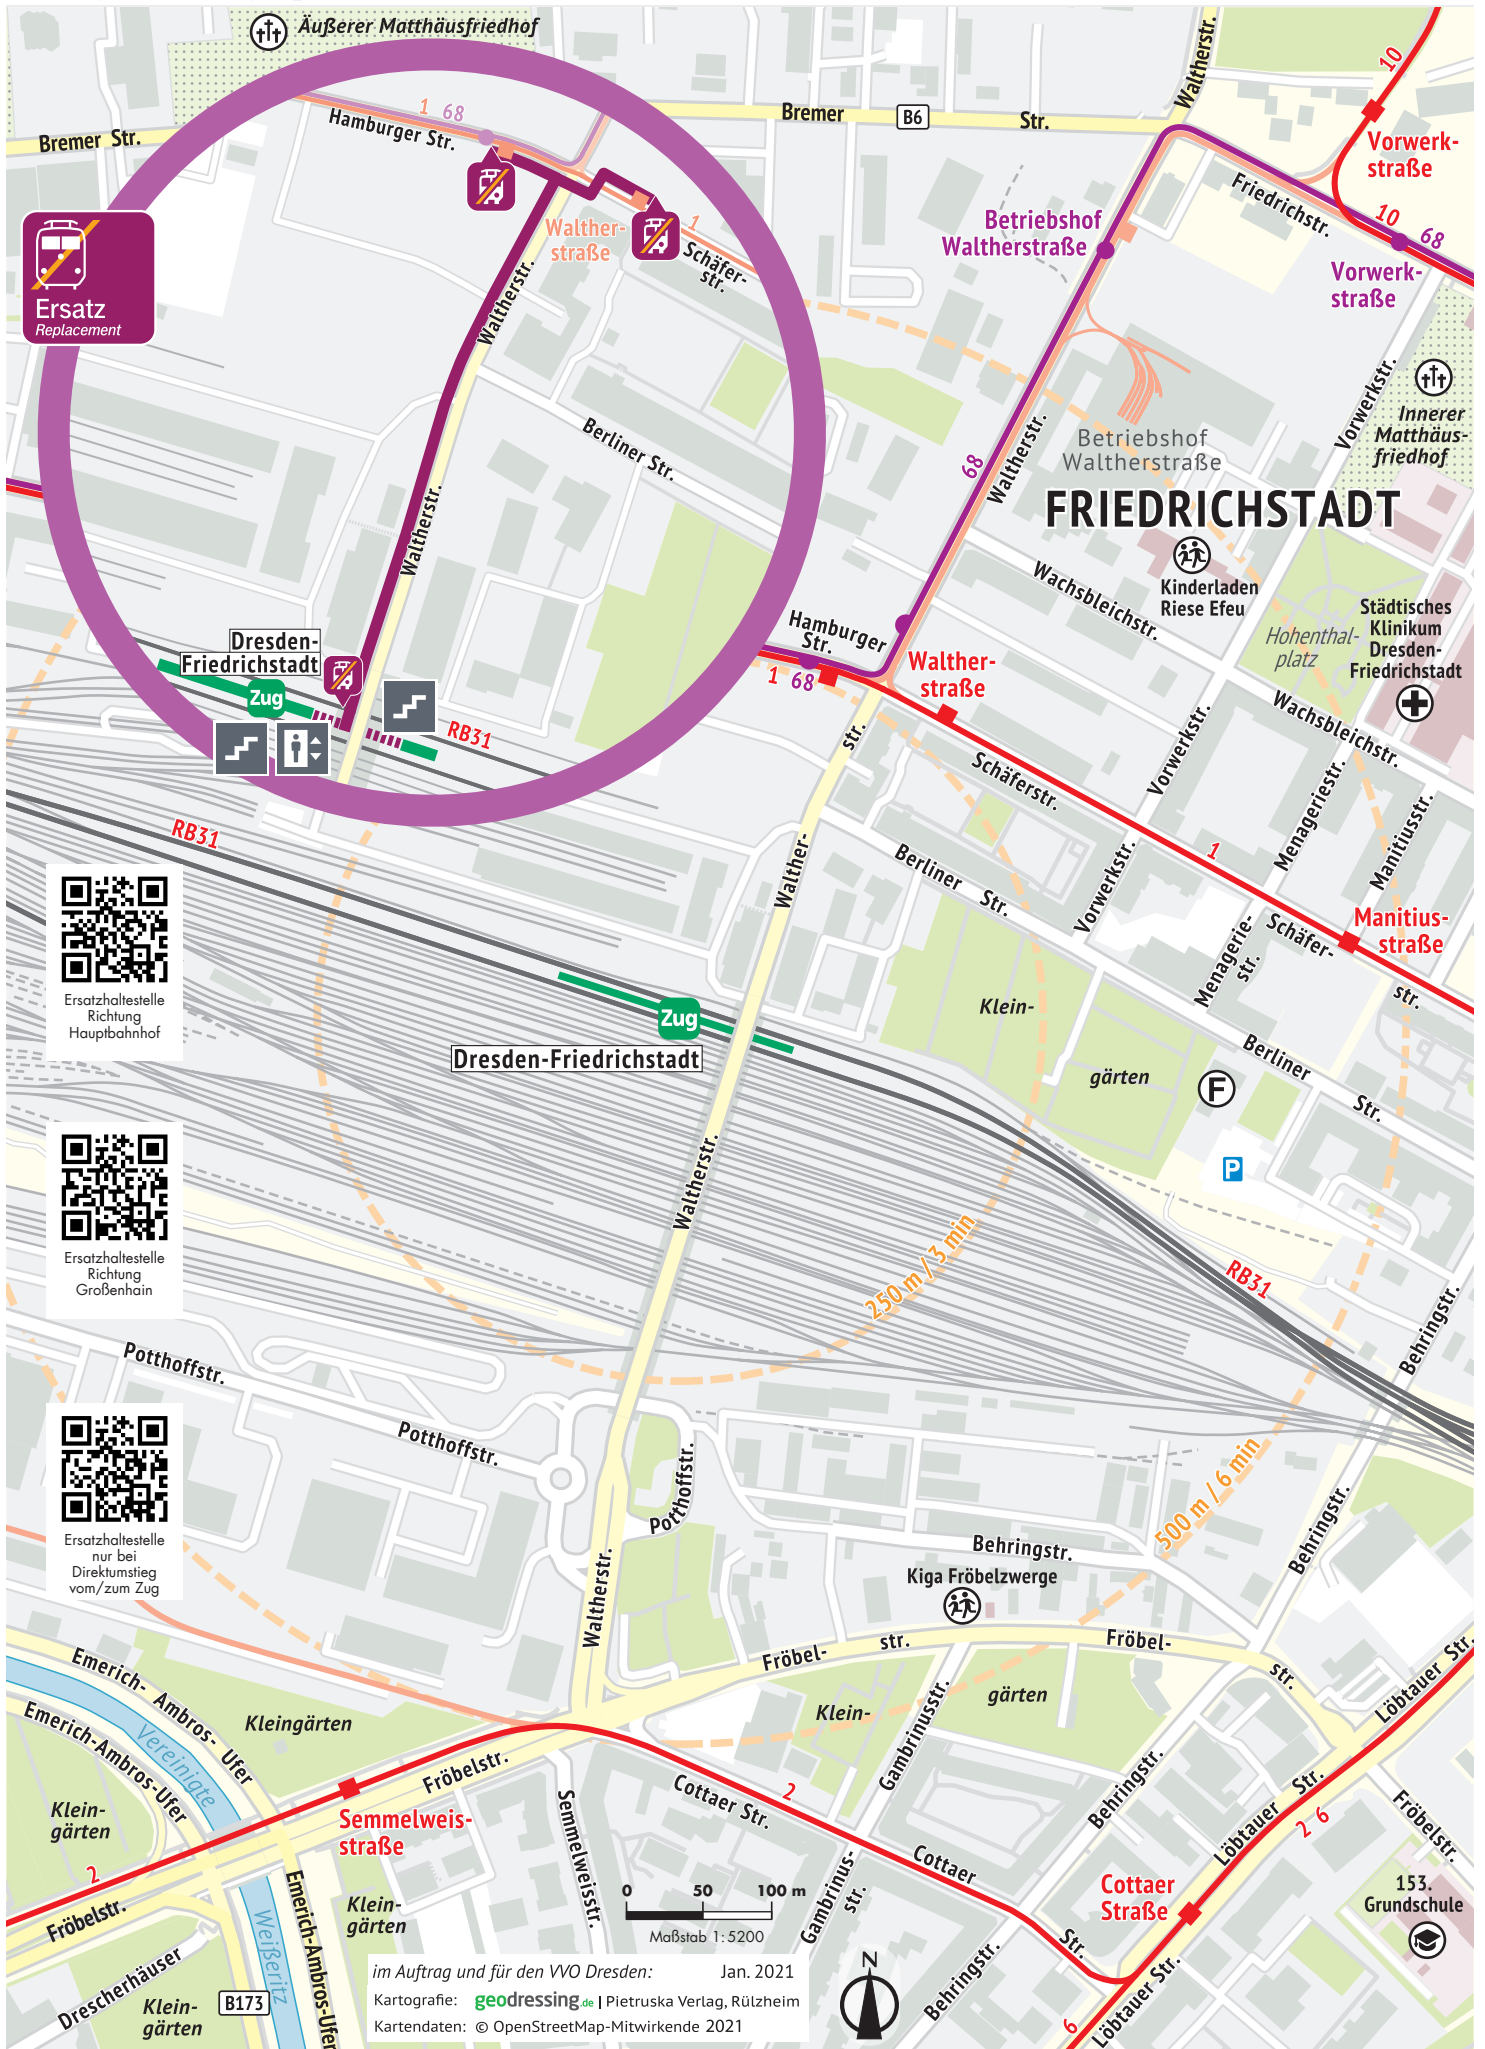 Äußerer Matthäusfriedhof
Bremer Str.
Bremer
B6
Str.
Waltherstr.
10
Vorwerk-
straße
1 68
Hamburger Str.
Walther-
straße
1
Schäfer-
str.
Ersatz
Replacement
Waltherstr.
Betriebshof
Waltherstraße
Friedrichstr.
10
68
Vorwerk-
straße
Vorwerkstr.
Innerer
Matthäus-
friedhof
Berliner Str.
Waltherstr.
68
Waltherstr.
Betriebshof
Waltherstraße
FRIEDRICHSTADT
Kinderladen
Riese Efeu
Wachsbleichstr.
Hohenthal-
platz
Städtisches
Klinikum
Dresden-
Friedrichstadt
Dresden-
Friedrichstadt
Zug
RB31
Hamburger
Str.
1 68
Walther-
straße
Wachsbleichstr.
Vorwerkstr.
Schäferstr.
Menageriestr.
Manitiusstr.
1
RB31
Walther-
str.
Berliner Str.
Vorwerkstr.
Menagerie-
str.
Schäfer-
str.
Manitius-
straße
Ersatzhaltestelle
Richtung
Hauptbahnhof
Zug
Dresden-Friedrichstadt
Klein-
gärten
Berliner
Str.
F
P
Waltherstr.
250 m / 3 min
RB31
Behringstr.
Ersatzhaltestelle
Richtung
Großenhain
Potthoffstr.
Potthoffstr.
Potthoffstr.
500 m / 6 min
Behringstr.
Behringstr.
Ersatzhaltestelle
nur bei
Direktumstieg
vom/zum Zug
Kiga Fröbelzwerge
Waltherstr.
Fröbel-
str.
Fröbel-
str.
Löbtauer Str.
Emerich- Ambros- Ufer
Emerich-Ambros-Ufer
Vereinigte
Weißeritz
Kleingärten
Klein-
gärten
Klein-
gärten
Gambrinusstr.
Behringstr.
Löbtauer Str.
2 6
Fröbelstr.
Semmelweis-
straße
Fröbelstr.
2
Cottaer Str.
2
Fröbelstr.
Semmelweisstr.
Cottaer
Str.
Gambrinus-
str.
Cottaer
Straße
153.
Grundschule
Emerich-Ambros-Ufer
Klein-
gärten
0 50 100 m
Maßstab 1: 5200
Drescherhäuser
Klein-
gärten
B173
N
Behringstr.
6
Löbtauer Str.
im Auftrag und für den VVO Dresden: Jan. 2021
Kartografie: geodressing.de | Pietruska Verlag, Rülzheim
Kartendaten: © OpenStreetMap-Mitwirkende 2021